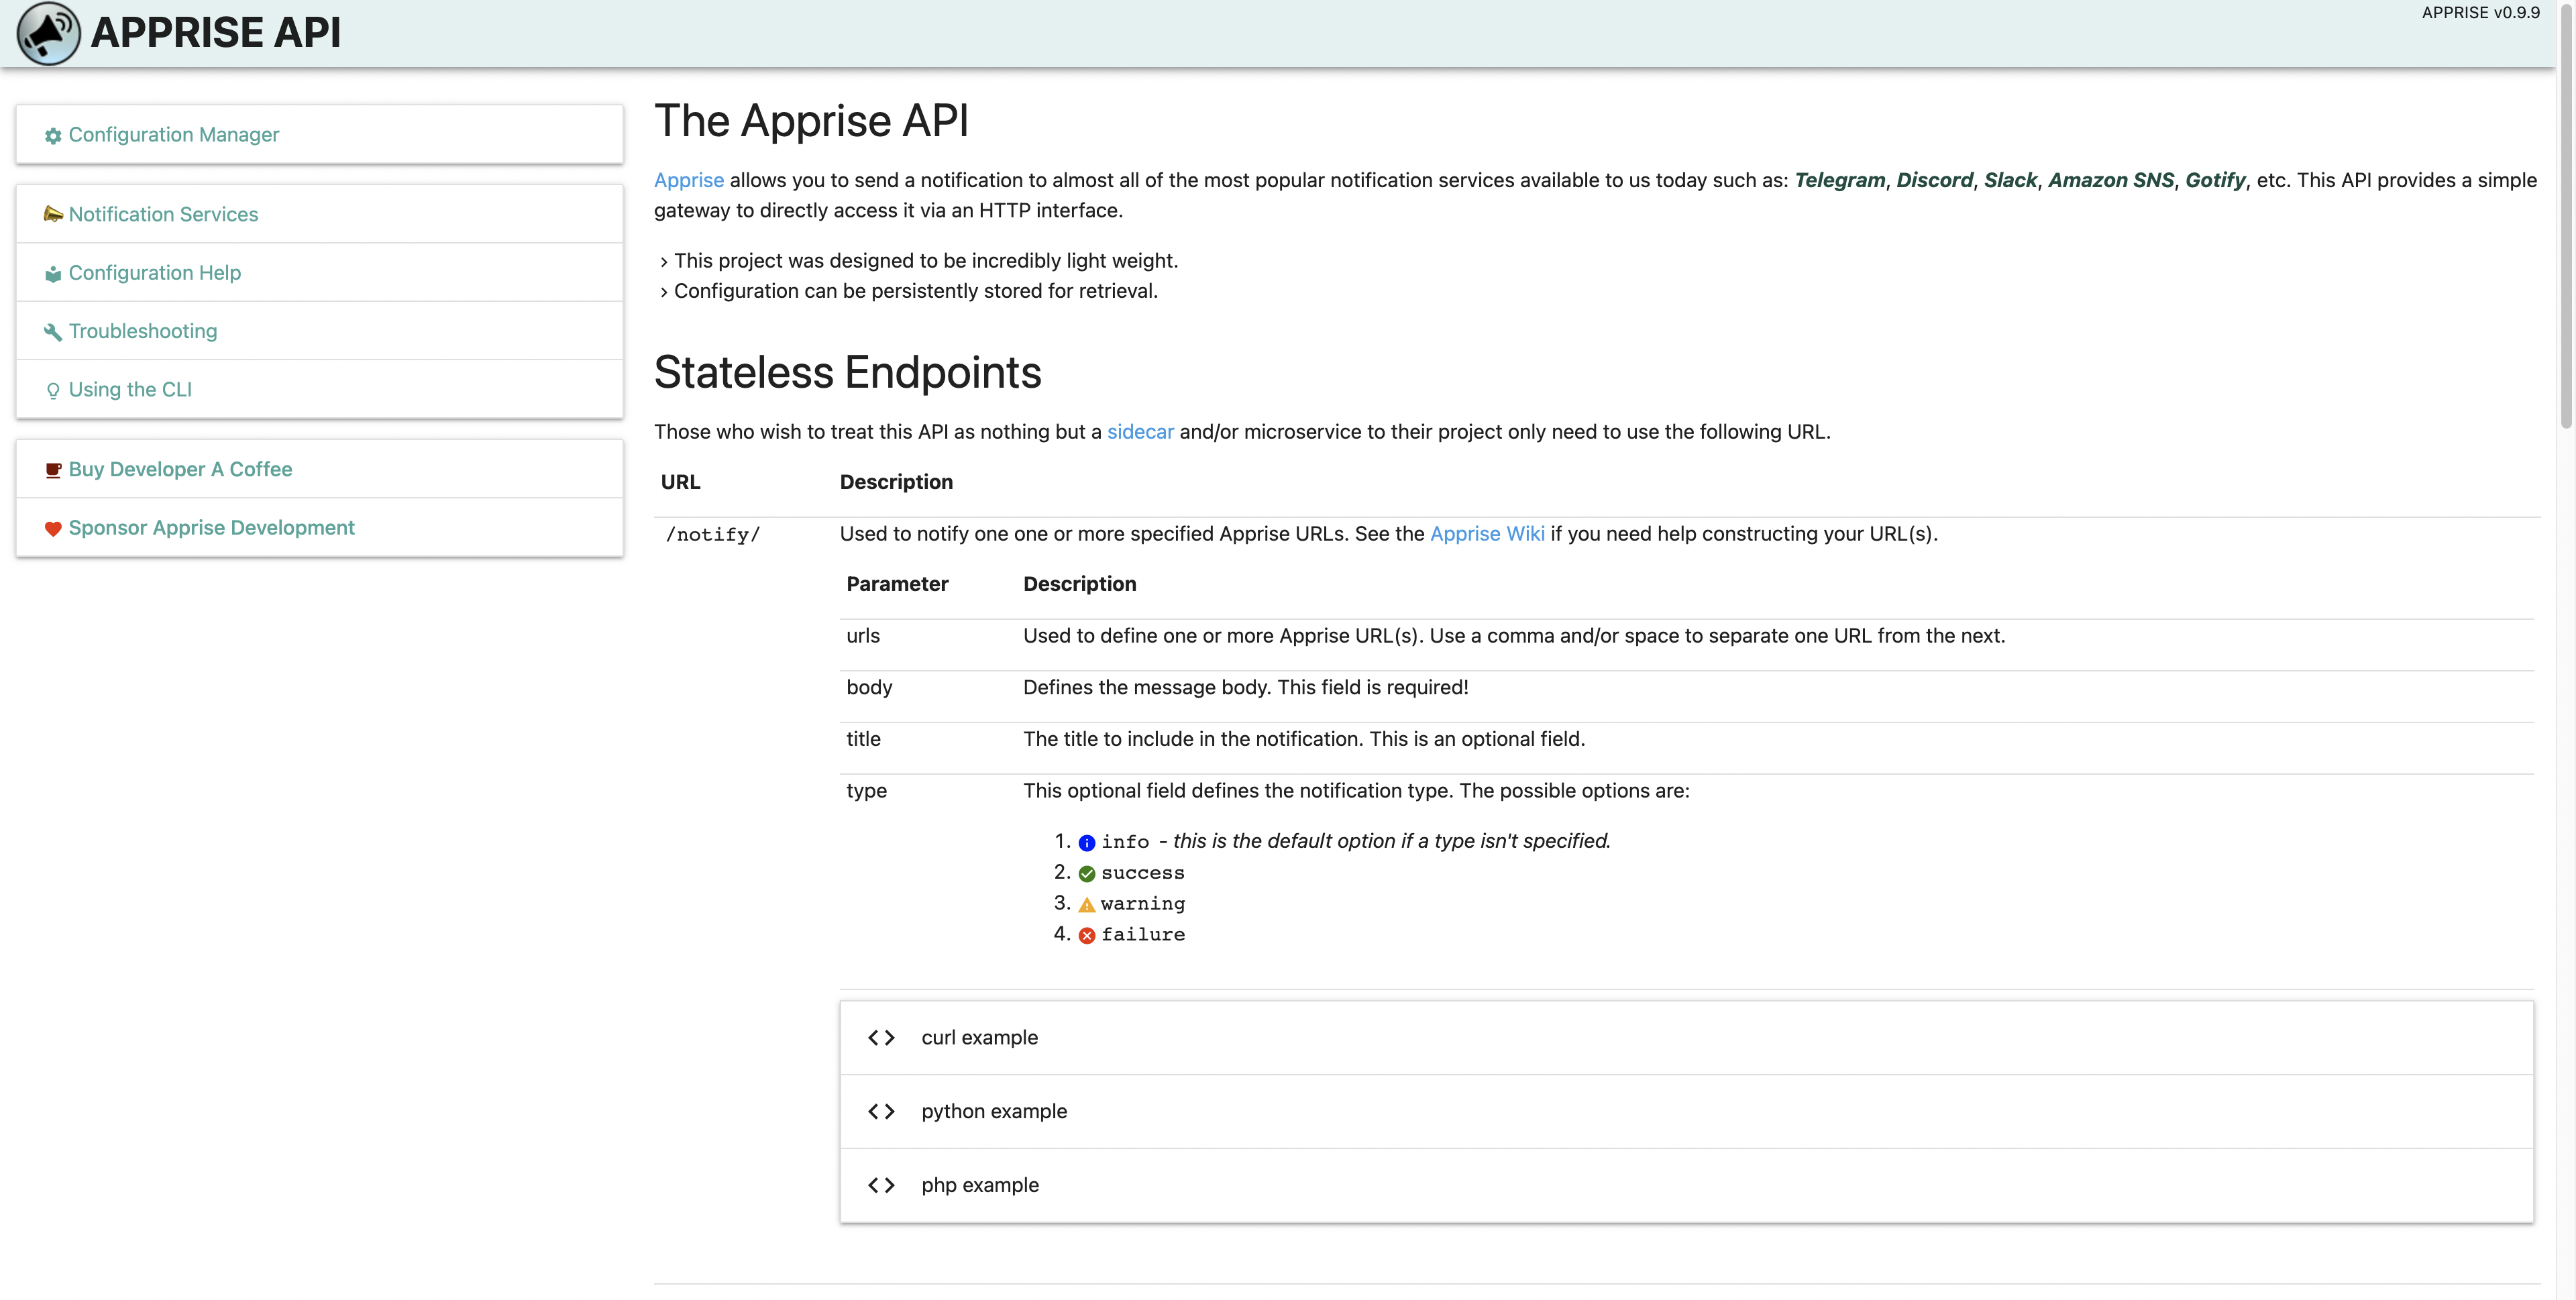 APPRISE API
APPRISE v0.9.9
Configuration Manager
Notification Services
Configuration Help
Troubleshooting
Using the CLI
Buy Developer A Coffee
Sponsor Apprise Development
The Apprise API
Apprise allows you to send a notification to almost all of the most popular notification services available to us today such as: Telegram, Discord, Slack, Amazon SNS, Gotify, etc. This API provides a simple
gateway to directly access it via an HTTP interface.
› This project was designed to be incredibly light weight.
› Configuration can be persistently stored for retrieval.
Stateless Endpoints
Those who wish to treat this API as nothing but a sidecar and/or microservice to their project only need to use the following URL.
URL Description
/notify/ Used to notify one one or more specified Apprise URLs. See the Apprise Wiki if you need help constructing your URL(s).
Parameter Description
urls Used to define one or more Apprise URL(s). Use a comma and/or space to separate one URL from the next.
body Defines the message body. This field is required!
title The title to include in the notification. This is an optional field.
type This optional field defines the notification type. The possible options are:
1. info - this is the default option if a type isn't specified.
2. success
3. warning
4. failure
<> curl example
<> python example
<> php example